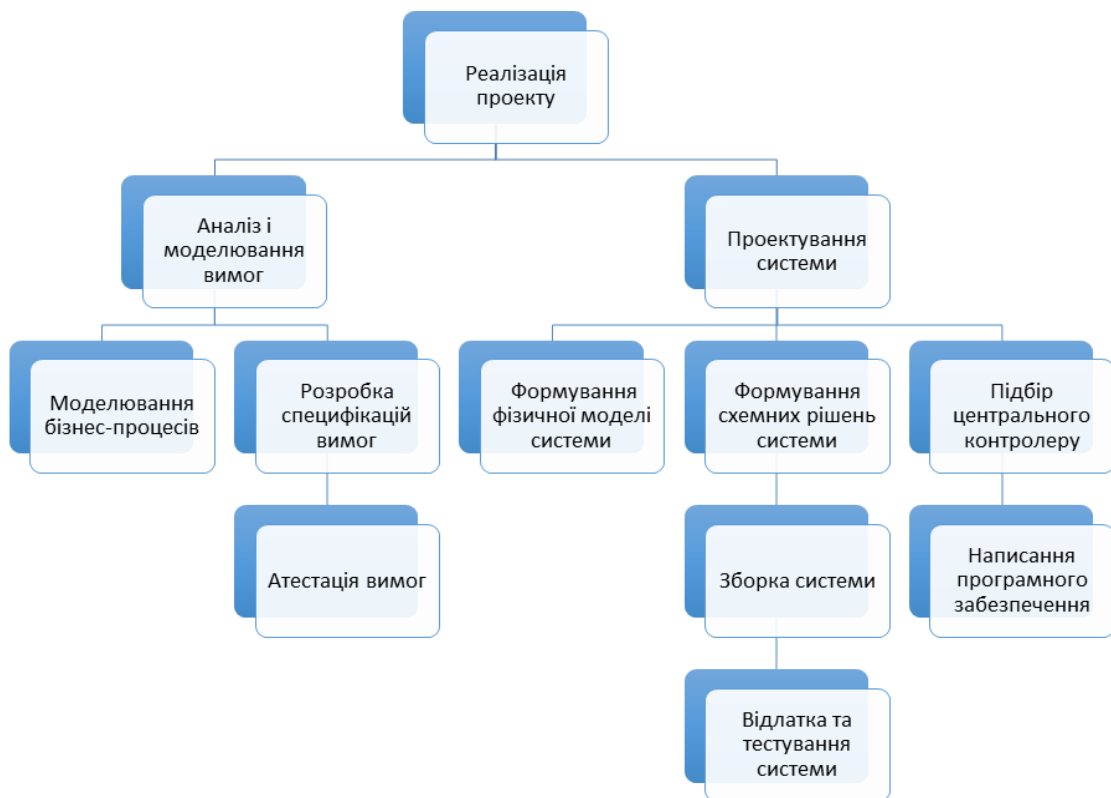 Реалізація
проекту
Аналіз і
моделювання
вимог
Проектування
системи
Моделювання
бізнес-процесів
Розробка
специфікацій
вимог
Формування
фізичної моделі
системи
Формування
схемних рішень
системи
Підбір
центрального
контролеру
Атестація вимог
Зборка системи
Написання
програмного
забезпечення
Відлатка та
тестування
системи